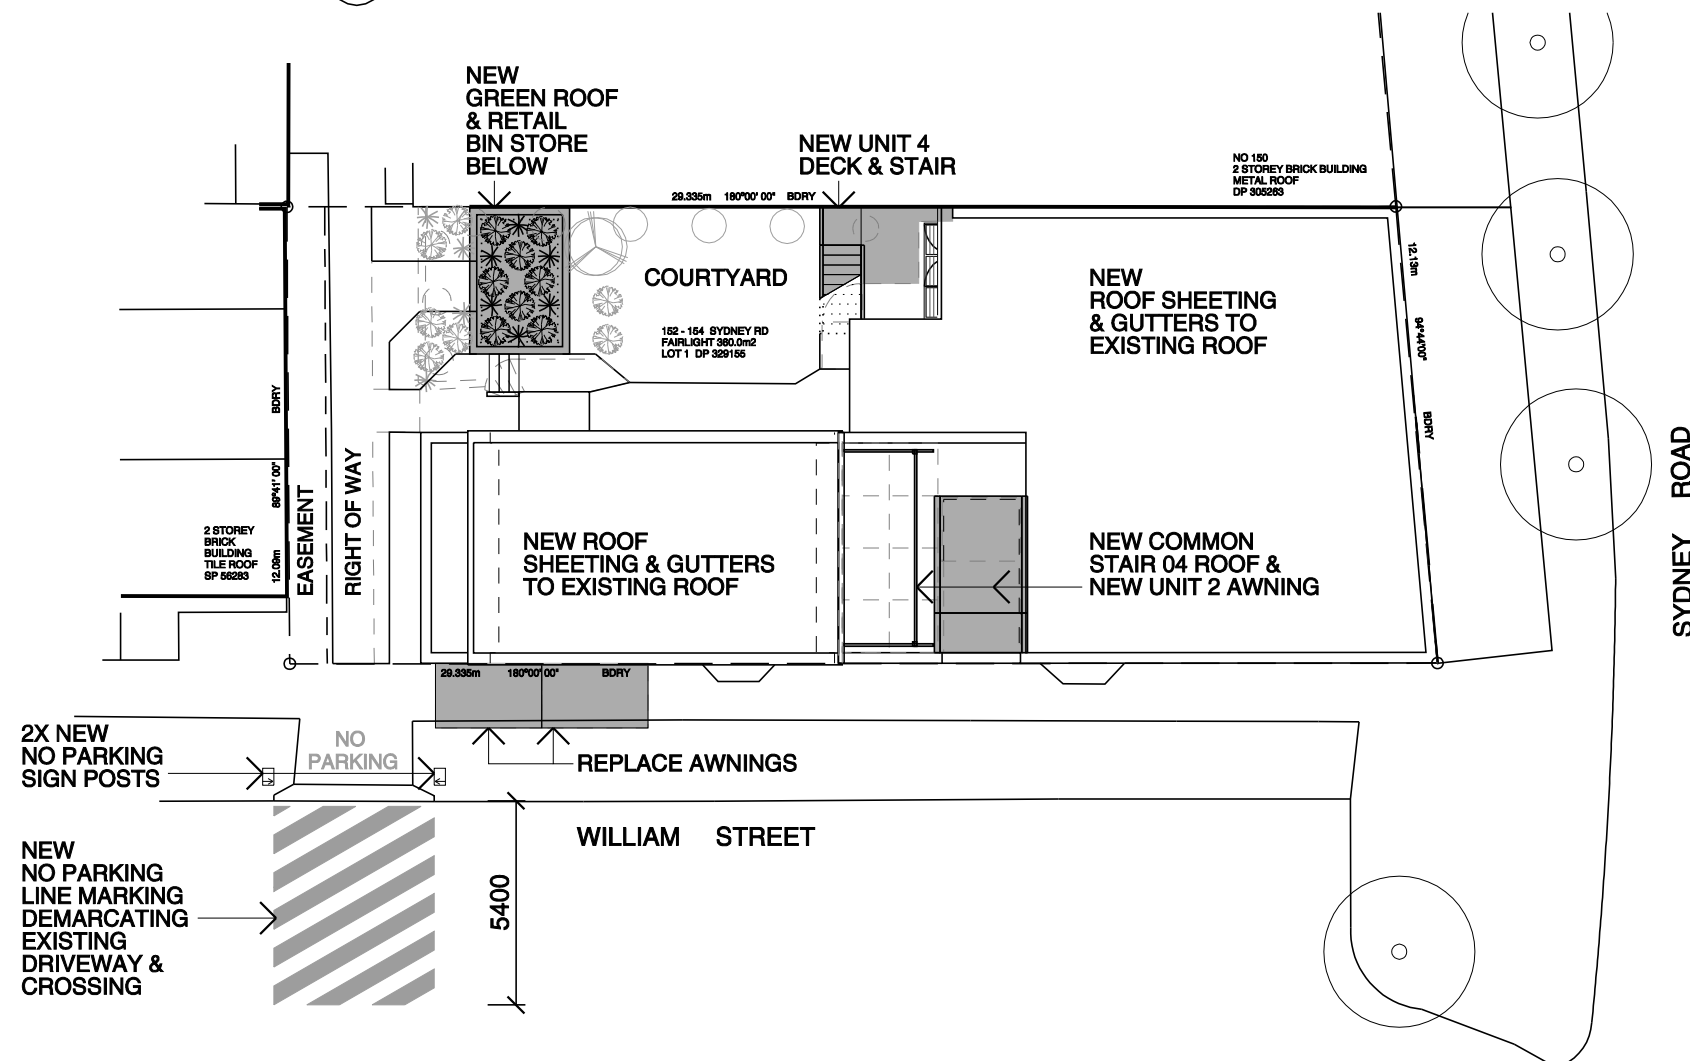 NEW
GREEN ROOF
& RETAIL
BIN STORE
BELOW
NEW UNIT 4
DECK & STAIR
NO 150
2 STOREY BRICK BUILDING
METAL ROOF
DP 305263
29.335m 180°00' 00" BDRY
COURTYARD
152 - 154 SYDNEY RD
FAIRLIGHT 360.0m2
LOT 1 DP 329155
NEW
ROOF SHEETING
& GUTTERS TO
EXISTING ROOF
12.13m 94°44'00" BDRY
SYDNEY ROAD
BDRY
89°41' 00"
12.09m
EASEMENT
RIGHT OF WAY
2 STOREY
BRICK
BUILDING
TILE ROOF
SP 56283
NEW ROOF
SHEETING & GUTTERS
TO EXISTING ROOF
NEW COMMON
STAIR 04 ROOF &
NEW UNIT 2 AWNING
29.335m 180°00' 00" BDRY
2X NEW
NO PARKING
SIGN POSTS
NO
PARKING
REPLACE AWNINGS
WILLIAM STREET
5400
NEW
NO PARKING
LINE MARKING
DEMARCATING
EXISTING
DRIVEWAY &
CROSSING